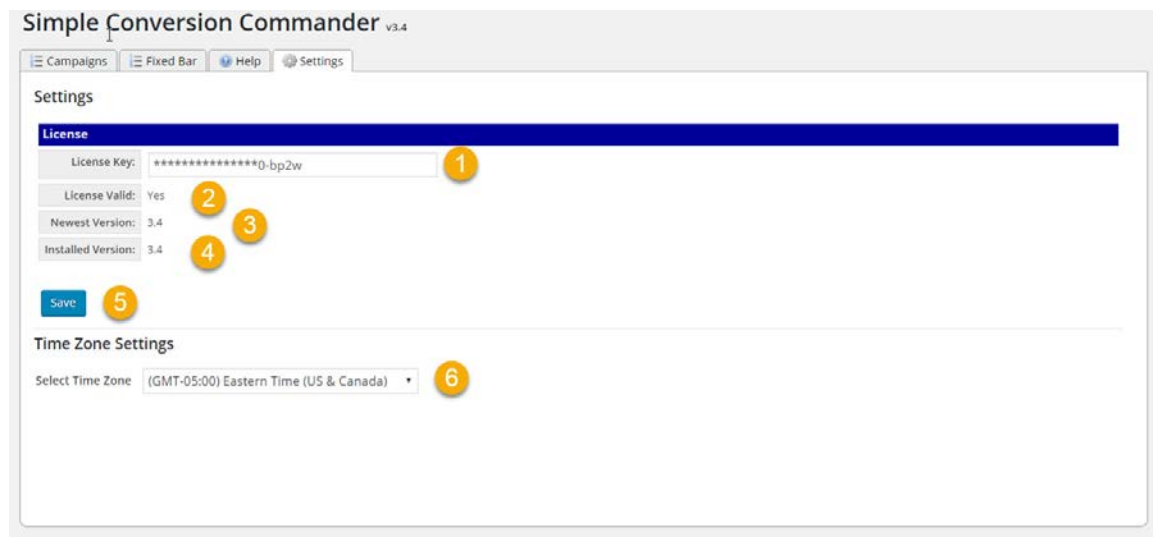 Simple Conversion Commander v3.4
Campaigns Fixed Bar Help Settings
Settings
License
License Key: ***************0-bp2w 1
License Valid: Yes 2
Newest Version: 3.4 3
Installed Version: 3.4 4
Save 5
Time Zone Settings
Select Time Zone (GMT-05:00) Eastern Time (US & Canada) 6